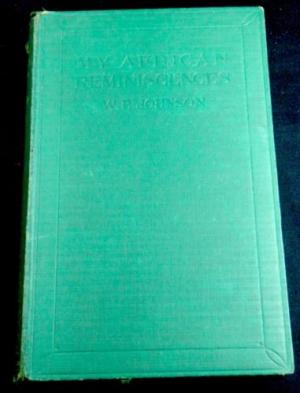 MY AFRICAN
REMINISCENCES
W. P. JOHNSON